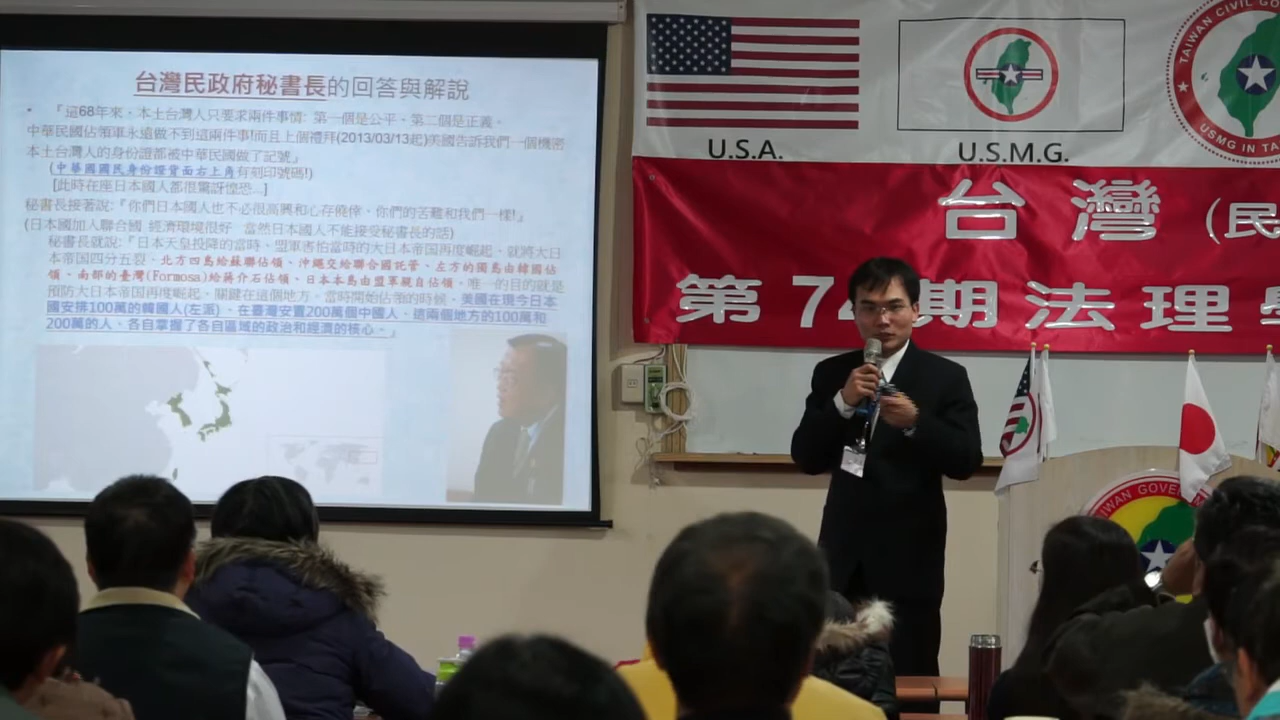 台灣民政府秘書長的回答與解說
• 『這68年來，本土台灣人只要求兩件事情: 第一個是公平、第二個是正義。
中華民國佔領軍永遠做不到這兩件事!而且上個禮拜(2013/03/13起)美國告訴我們一個機密
本土台灣人的身份證都被中華民國做了記號』
(中華國國民身份證背面右上角有刻印號碼!)
[此時在座日本國人都很驚訝惶恐...]
秘書長接著說:『你們日本國人也不必很高興和心存僥倖、你們的苦難和我們一樣!』
(日本國加入聯合國 經濟環境很好 當然日本國人不能接受秘書長的話)
秘書長就說:『日本天皇投降的當時、盟軍害怕當時的大日本帝国再度崛起、就將大日
本帝国四分五裂。北方四島給蘇聯佔領、沖繩交給聯合國託管、左方的獨島由韓國佔
領、南部的臺灣(Formosa)給蔣介石佔領、日本本島由盟軍親自佔領。唯一的目的就是
預防大日本帝国再度崛起、關鍵在這個地方。當時開始佔領的時候、美國在現今日本
國安排100萬的韓國人(左派)、在臺灣安置200萬個中國人、這兩個地方的100萬和
200萬的人、各自掌握了各自區域的政治和經濟的核心。』
U.S.A.
U.S.M.G.
TAIWAN CIVIL GO
USMG IN TA
台灣(民
第74期法理學
TAIWAN GOVERNM